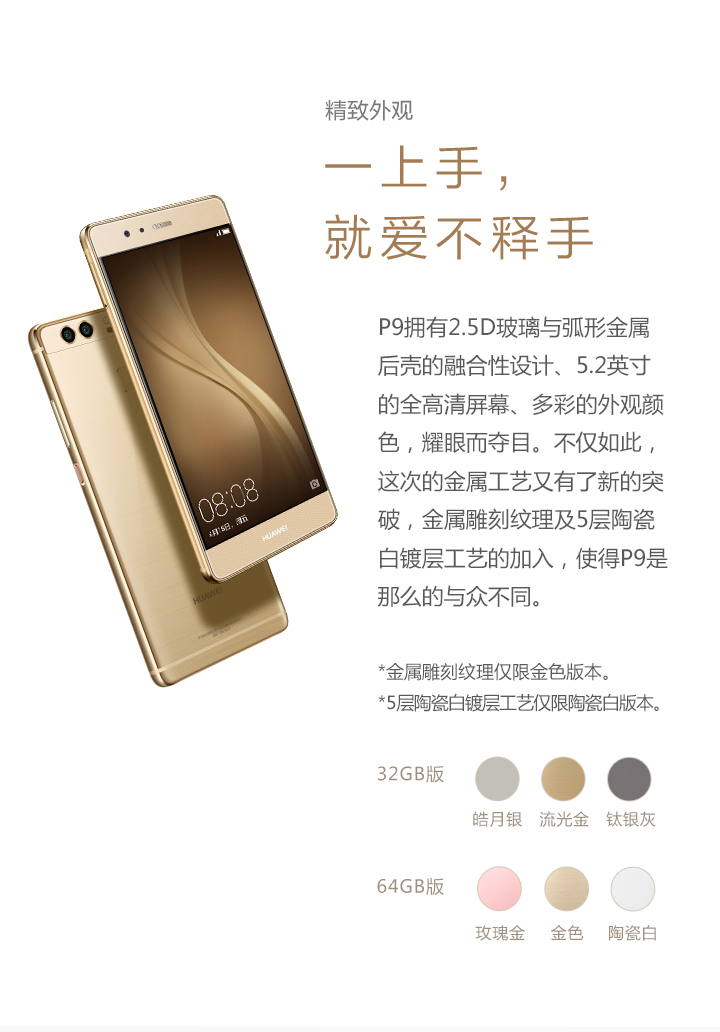 精致外观
一上手，
就爱不释手
P9拥有2.5D玻璃与弧形金属
后壳的融合性设计、5.2英寸
的全高清屏幕、多彩的外观颜
色，耀眼而夺目。不仅如此，
这次的金属工艺又有了新的突
破，金属雕刻纹理及5层陶瓷
白镀层工艺的加入，使得P9是
那么的与众不同。
*金属雕刻纹理仅限金色版本。
*5层陶瓷白镀层工艺仅限陶瓷白版本。
32GB版
皓月银 流光金 钛银灰
64GB版
玫瑰金 金色 陶瓷白
08:08
4月15日，周五
HUAWEI
HUAWEI